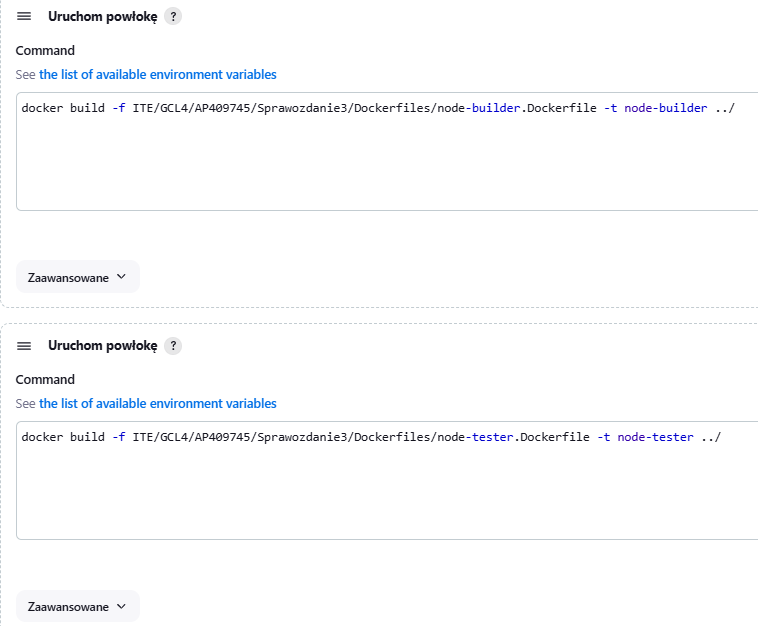 Uruchom powłokę ?
Command
See the list of available environment variables
docker build -f ITE/GCL4/AP409745/Sprawozdanie3/Dockerfiles/node-builder.Dockerfile -t node-builder ../
Zaawansowane
Uruchom powłokę ?
Command
See the list of available environment variables
docker build -f ITE/GCL4/AP409745/Sprawozdanie3/Dockerfiles/node-tester.Dockerfile -t node-tester ../
Zaawansowane